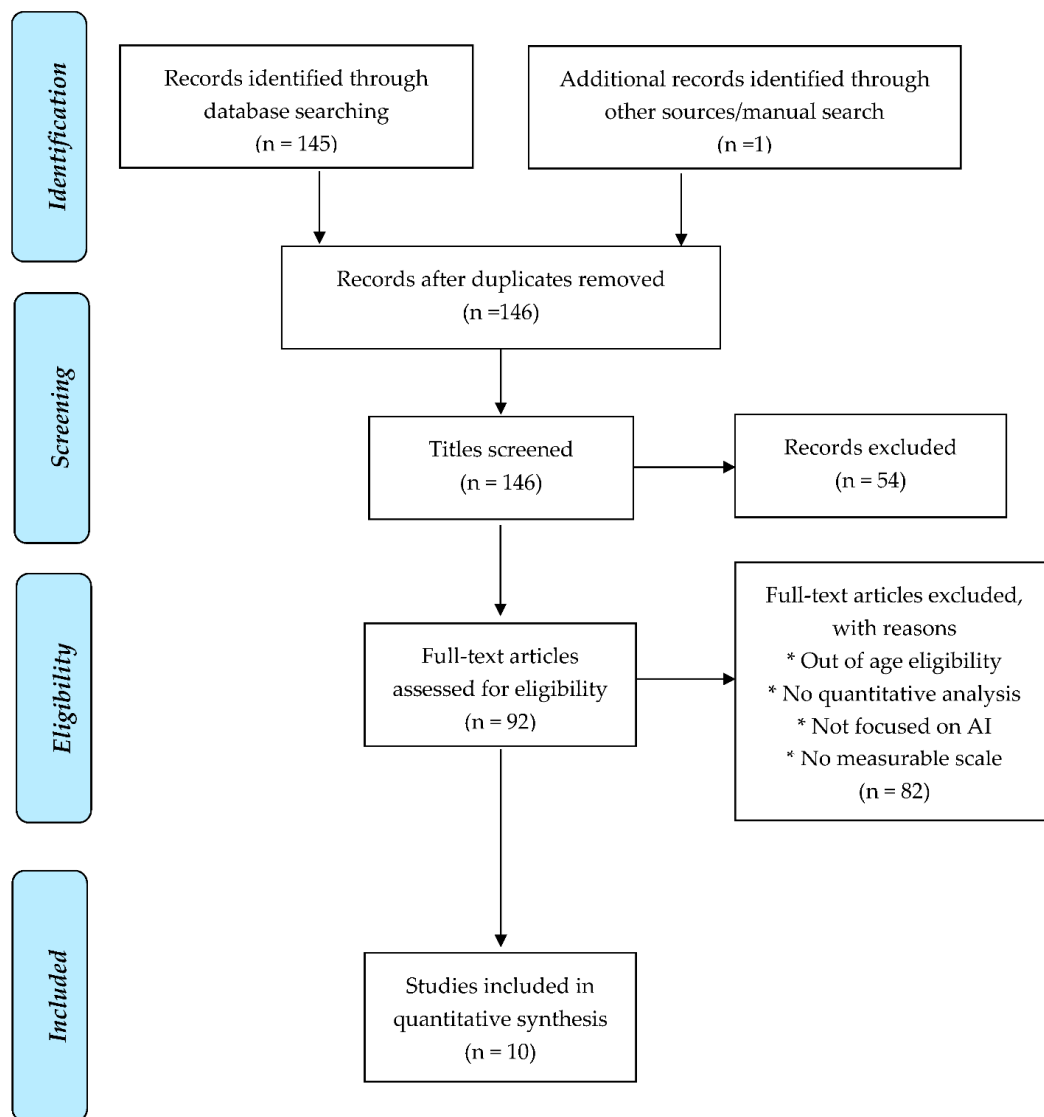 Identification
Records identified through
database searching
(n = 145)
Additional records identified through
other sources/manual search
(n =1)
Records after duplicates removed
(n =146)
Screening
Titles screened
(n = 146)
Records excluded
(n = 54)
Eligibility
Full-text articles
assessed for eligibility
(n = 92)
Full-text articles excluded,
with reasons
* Out of age eligibility
* No quantitative analysis
* Not focused on AI
* No measurable scale
(n = 82)
Included
Studies included in
quantitative synthesis
(n = 10)